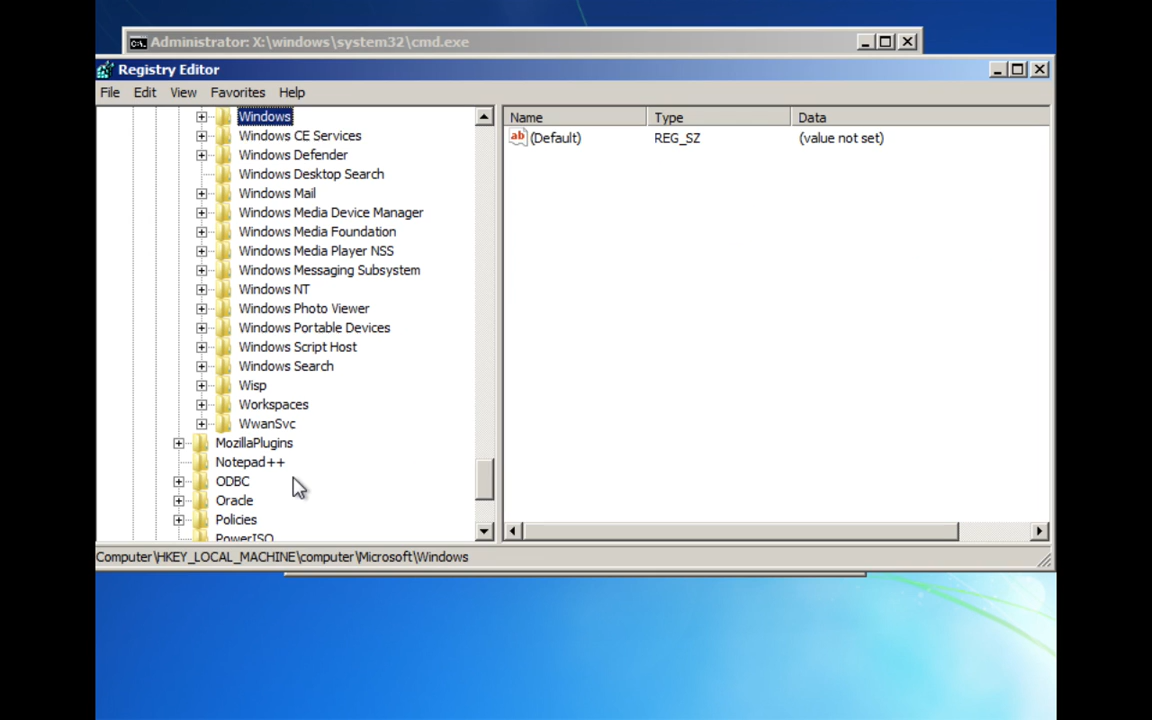 Administrator: X:\windows\system32\cmd.exe
Registry Editor
File Edit View Favorites Help
Name Type Data
(Default) REG_SZ (value not set)
Windows
Windows CE Services
Windows Defender
Windows Desktop Search
Windows Mail
Windows Media Device Manager
Windows Media Foundation
Windows Media Player NSS
Windows Messaging Subsystem
Windows NT
Windows Photo Viewer
Windows Portable Devices
Windows Script Host
Windows Search
Wisp
Workspaces
WwanSvc
MozillaPlugins
Notepad++
ODBC
Oracle
Policies
PowerISO
Computer\HKEY_LOCAL_MACHINE\computer\Microsoft\Windows